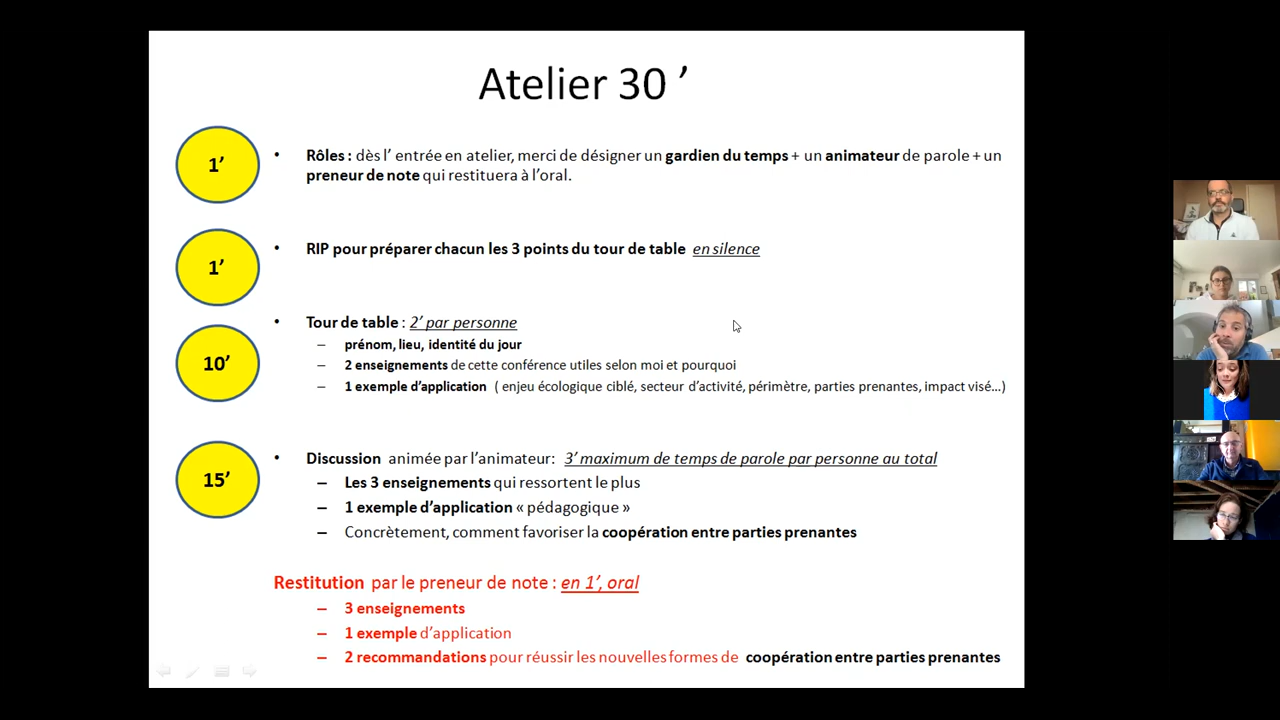 Atelier 30 ’
1’
• Rôles : dès l’ entrée en atelier, merci de désigner un gardien du temps + un animateur de parole + un
preneur de note qui restituera à l’oral.
1’
• RIP pour préparer chacun les 3 points du tour de table en silence
10’
• Tour de table : 2’ par personne
– prénom, lieu, identité du jour
– 2 enseignements de cette conférence utiles selon moi et pourquoi
– 1 exemple d’application ( enjeu écologique ciblé, secteur d’activité, périmètre, parties prenantes, impact visé…)
15’
• Discussion animée par l’animateur: 3’ maximum de temps de parole par personne au total
– Les 3 enseignements qui ressortent le plus
– 1 exemple d’application « pédagogique »
– Concrètement, comment favoriser la coopération entre parties prenantes
Restitution par le preneur de note : en 1’, oral
– 3 enseignements
– 1 exemple d’application
– 2 recommandations pour réussir les nouvelles formes de coopération entre parties prenantes